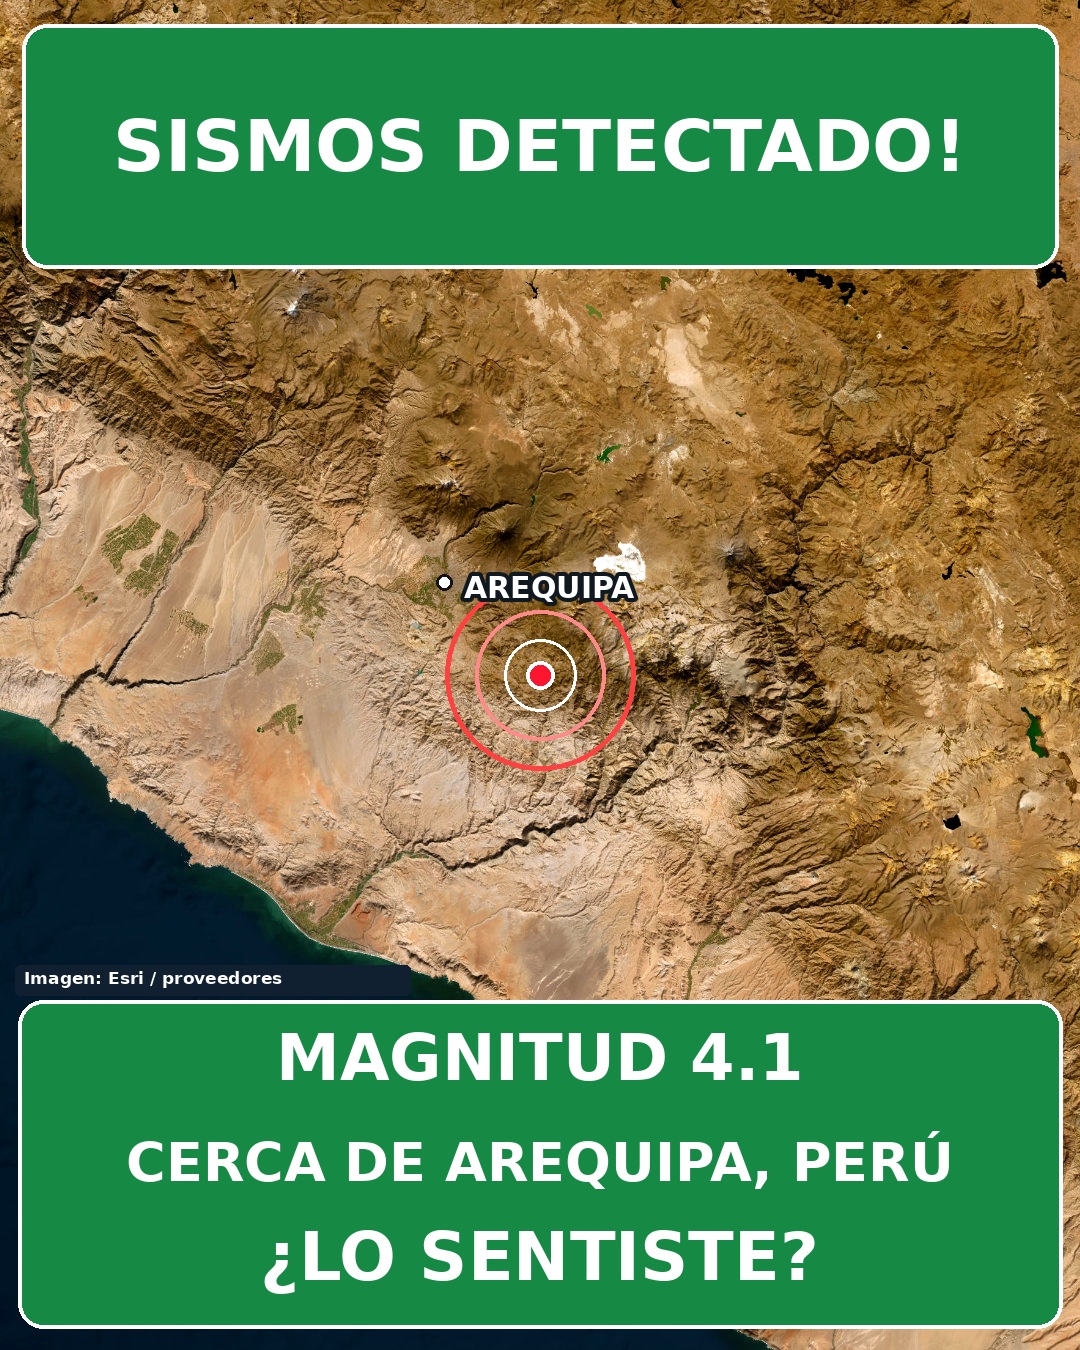 SISMOS DETECTADO!
AREQUIPA
Imagen: Esri / proveedores
MAGNITUD 4.1
CERCA DE AREQUIPA, PERÚ
¿LO SENTISTE?